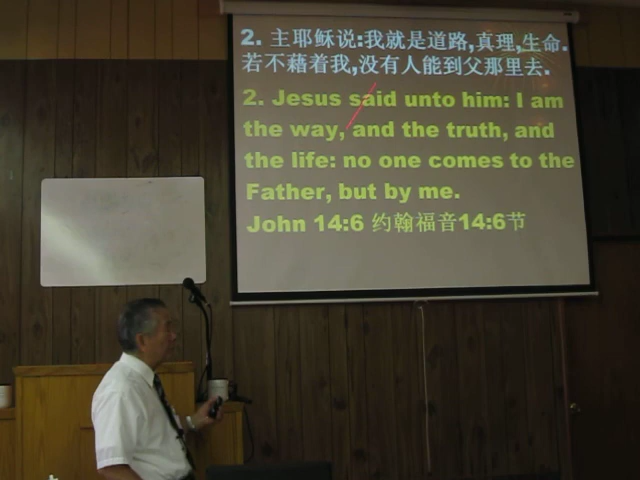 2. 主耶稣说:我就是道路,真理,生命.
若不藉着我,没有人能到父那里去.
2. Jesus said unto him: I am
the way, and the truth, and
the life: no one comes to the
Father, but by me.
John 14:6 约翰福音14:6节